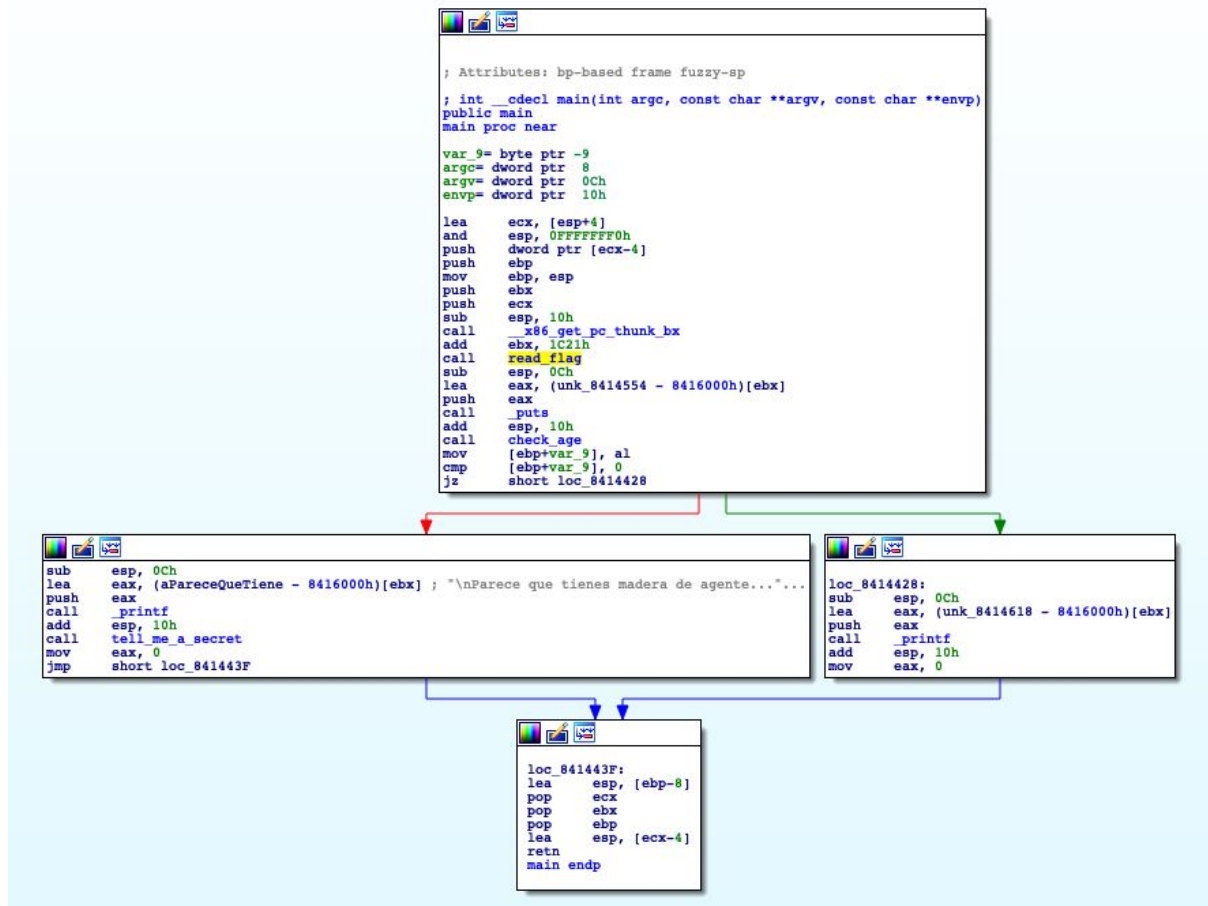 ; Attributes: bp-based frame fuzzy-sp
; int __cdecl main(int argc, const char **argv, const char **envp)
public main
main proc near
var_9= byte ptr -9
argc= dword ptr  8
argv= dword ptr  0Ch
envp= dword ptr  10h
lea     ecx, [esp+4]
and     esp, 0FFFFFFF0h
push    dword ptr [ecx-4]
push    ebp
mov     ebp, esp
push    ebx
push    ecx
sub     esp, 10h
call    __x86_get_pc_thunk_bx
add     ebx, 1C21h
call    read_flag
sub     esp, 0Ch
lea     eax, (unk_8414554 - 8416000h)[ebx]
push    eax
call    _puts
add     esp, 10h
call    check_age
mov     [ebp+var_9], al
cmp     [ebp+var_9], 0
jz      short loc_8414428
sub     esp, 0Ch
lea     eax, (aPareceQueTiene - 8416000h)[ebx] ; "\nParece que tienes madera de agente..."...
push    eax
call    _printf
add     esp, 10h
call    tell_me_a_secret
mov     eax, 0
jmp     short loc_841443F
loc_8414428:
sub     esp, 0Ch
lea     eax, (unk_8414618 - 8416000h)[ebx]
push    eax
call    _printf
add     esp, 10h
mov     eax, 0
loc_841443F:
lea     esp, [ebp-8]
pop     ecx
pop     ebx
pop     ebp
lea     esp, [ecx-4]
retn
main endp